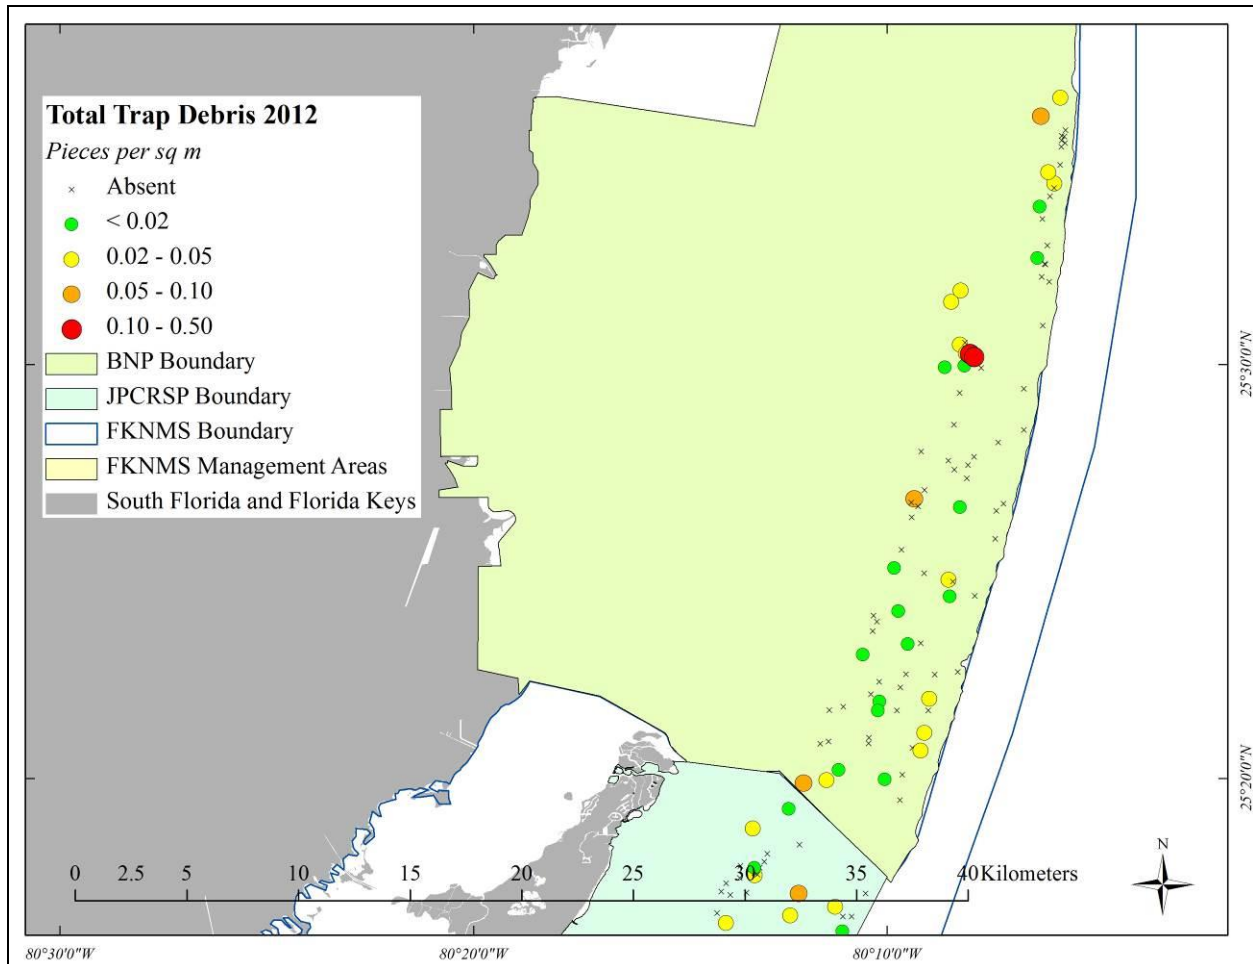 Total Trap Debris 2012
Pieces per sq m
Absent
< 0.02
0.02 - 0.05
0.05 - 0.10
0.10 - 0.50
BNP Boundary
JPCRSP Boundary
FKNMS Boundary
FKNMS Management Areas
South Florida and Florida Keys
25°30'0"N
25°20'0"N
0 2.5 5 10 15 20 25 30 35 40 Kilometers
N
80°30'0"W 80°20'0"W 80°10'0"W